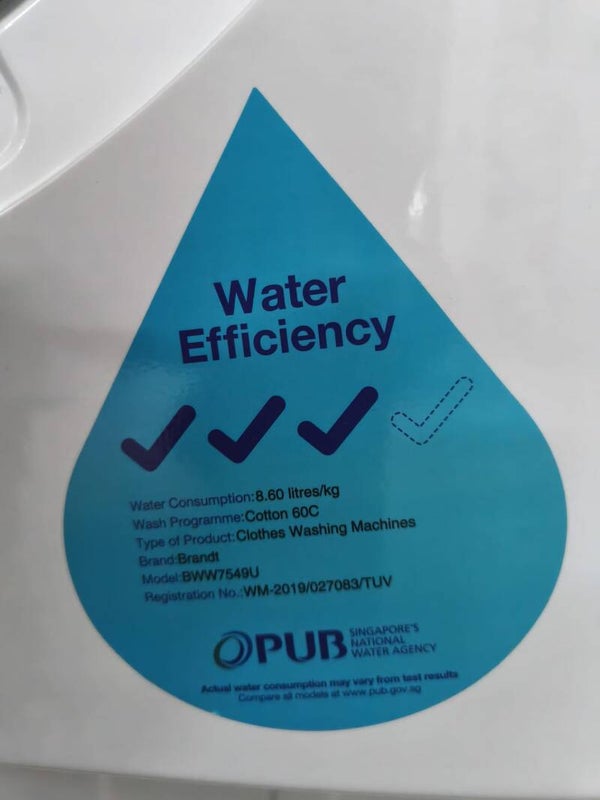 Water
Efficiency
Water Consumption:8.60 litres/kg
Wash Programme:Cotton 60C
Type of Product:Clothes Washing Machines
Brand:Brandt
Model:BWW7549U
Registration No.:WM-2019/027083/TUV
PUB SINGAPORE'S
NATIONAL
WATER AGENCY
Actual water consumption may vary from test results
Compare all models at www.pub.gov.sg